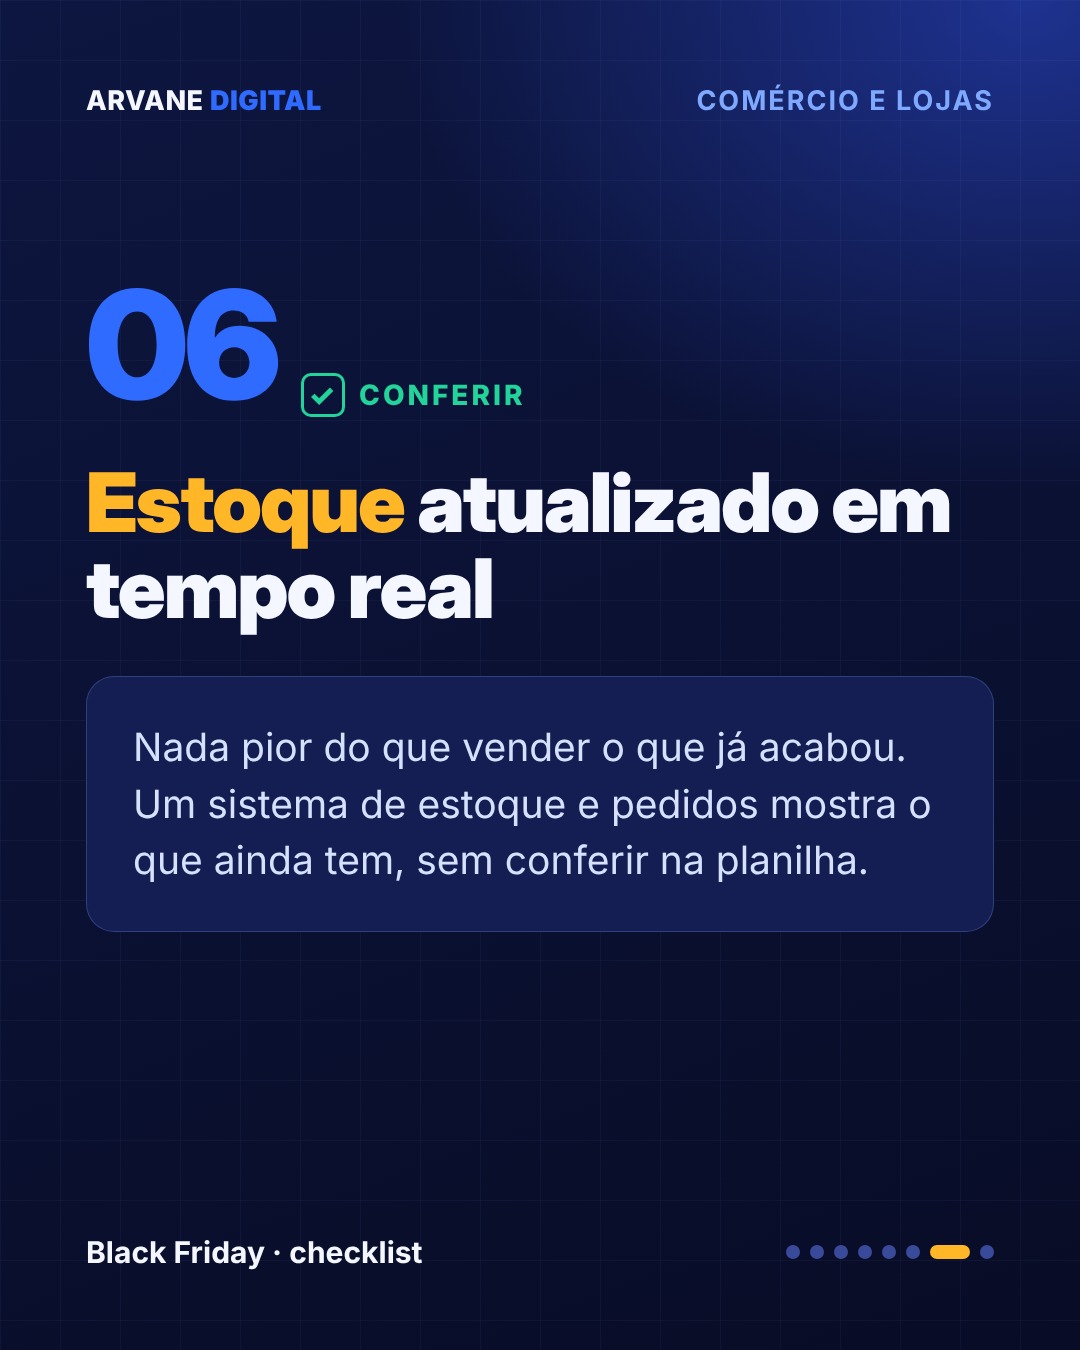 ARVANE DIGITAL
COMÉRCIO E LOJAS
06
CONFERIR
Estoque atualizado em
tempo real
Nada pior do que vender o que já acabou.
Um sistema de estoque e pedidos mostra o
que ainda tem, sem conferir na planilha.
Black Friday · checklist